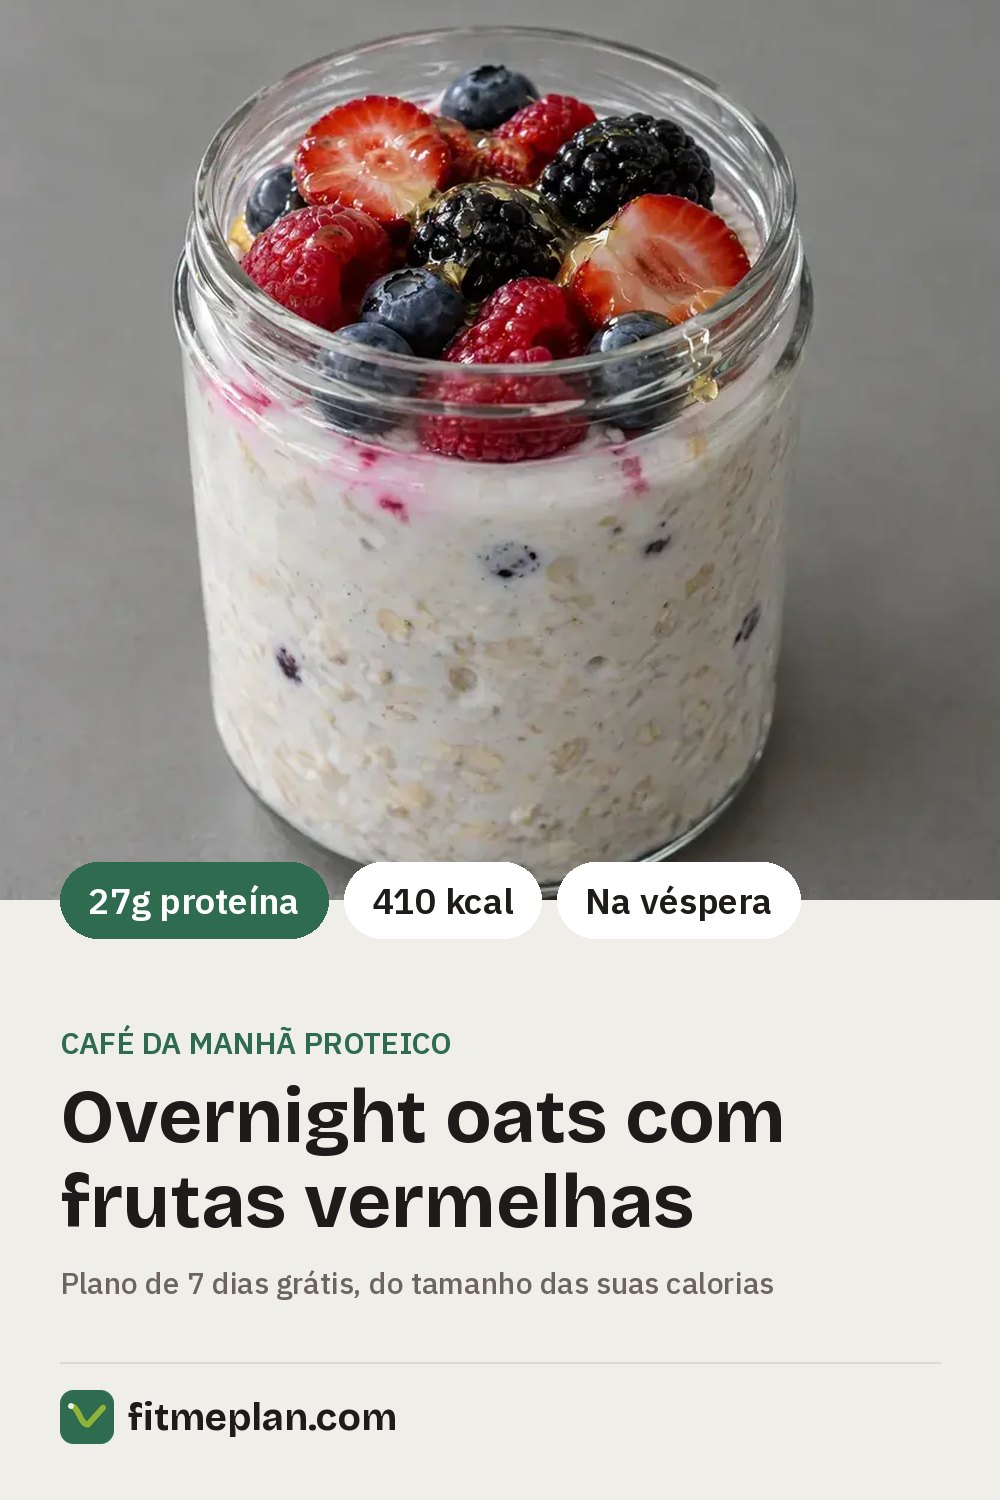 27g proteína
410 kcal
Na véspera
CAFÉ DA MANHÃ PROTEICO
Overnight oats com
frutas vermelhas
Plano de 7 dias grátis, do tamanho das suas calorias
fitmeplan.com